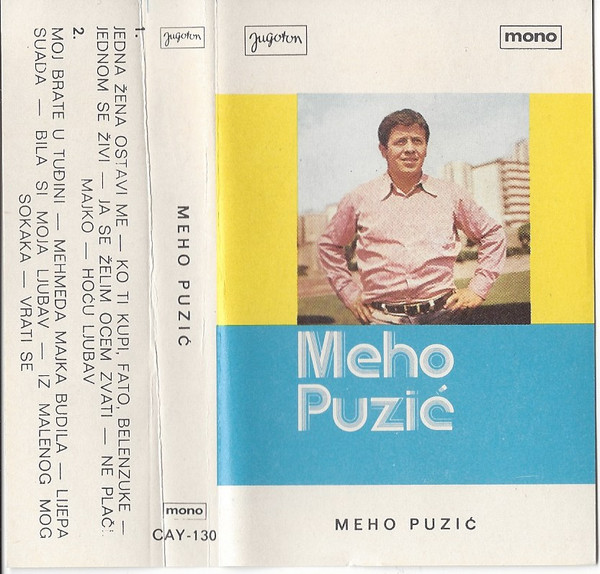 1.
JEDNA ŽENA OSTAVI ME — KO TI KUPI, FATO, BELENZUKE —
JEDNOM SE ŽIVI — JA SE ŽELIM OCEM ZVATI — NE PLAČ
MAJKO — HOĆU LJUBAV
2.
MOJ BRATE U TUĐINI — MEHMEDA MAJKA BUDILA — LIJEPA
SUADA — BILA SI MOJA LJUBAV — IZ MALENOG MOG
SOKAKA — VRATI SE
Jugoton
MEHO PUZIĆ
mono
CAY-130
Jugoton
mono
Meho
Puzić
MEHO PUZIĆ